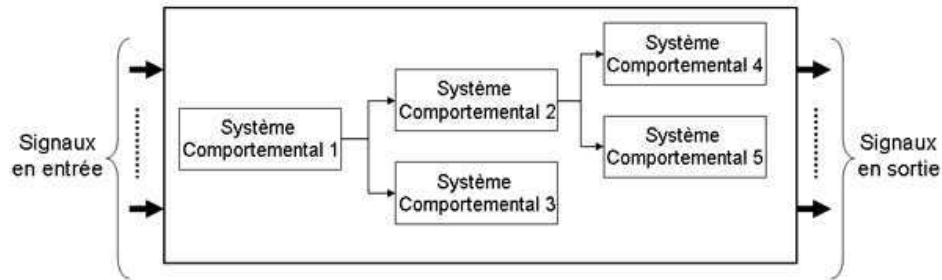 Signaux
en entrée
Système
Comportemental 1
Système
Comportemental 2
Système
Comportemental 3
Système
Comportemental 4
Système
Comportemental 5
Signaux
en sortie